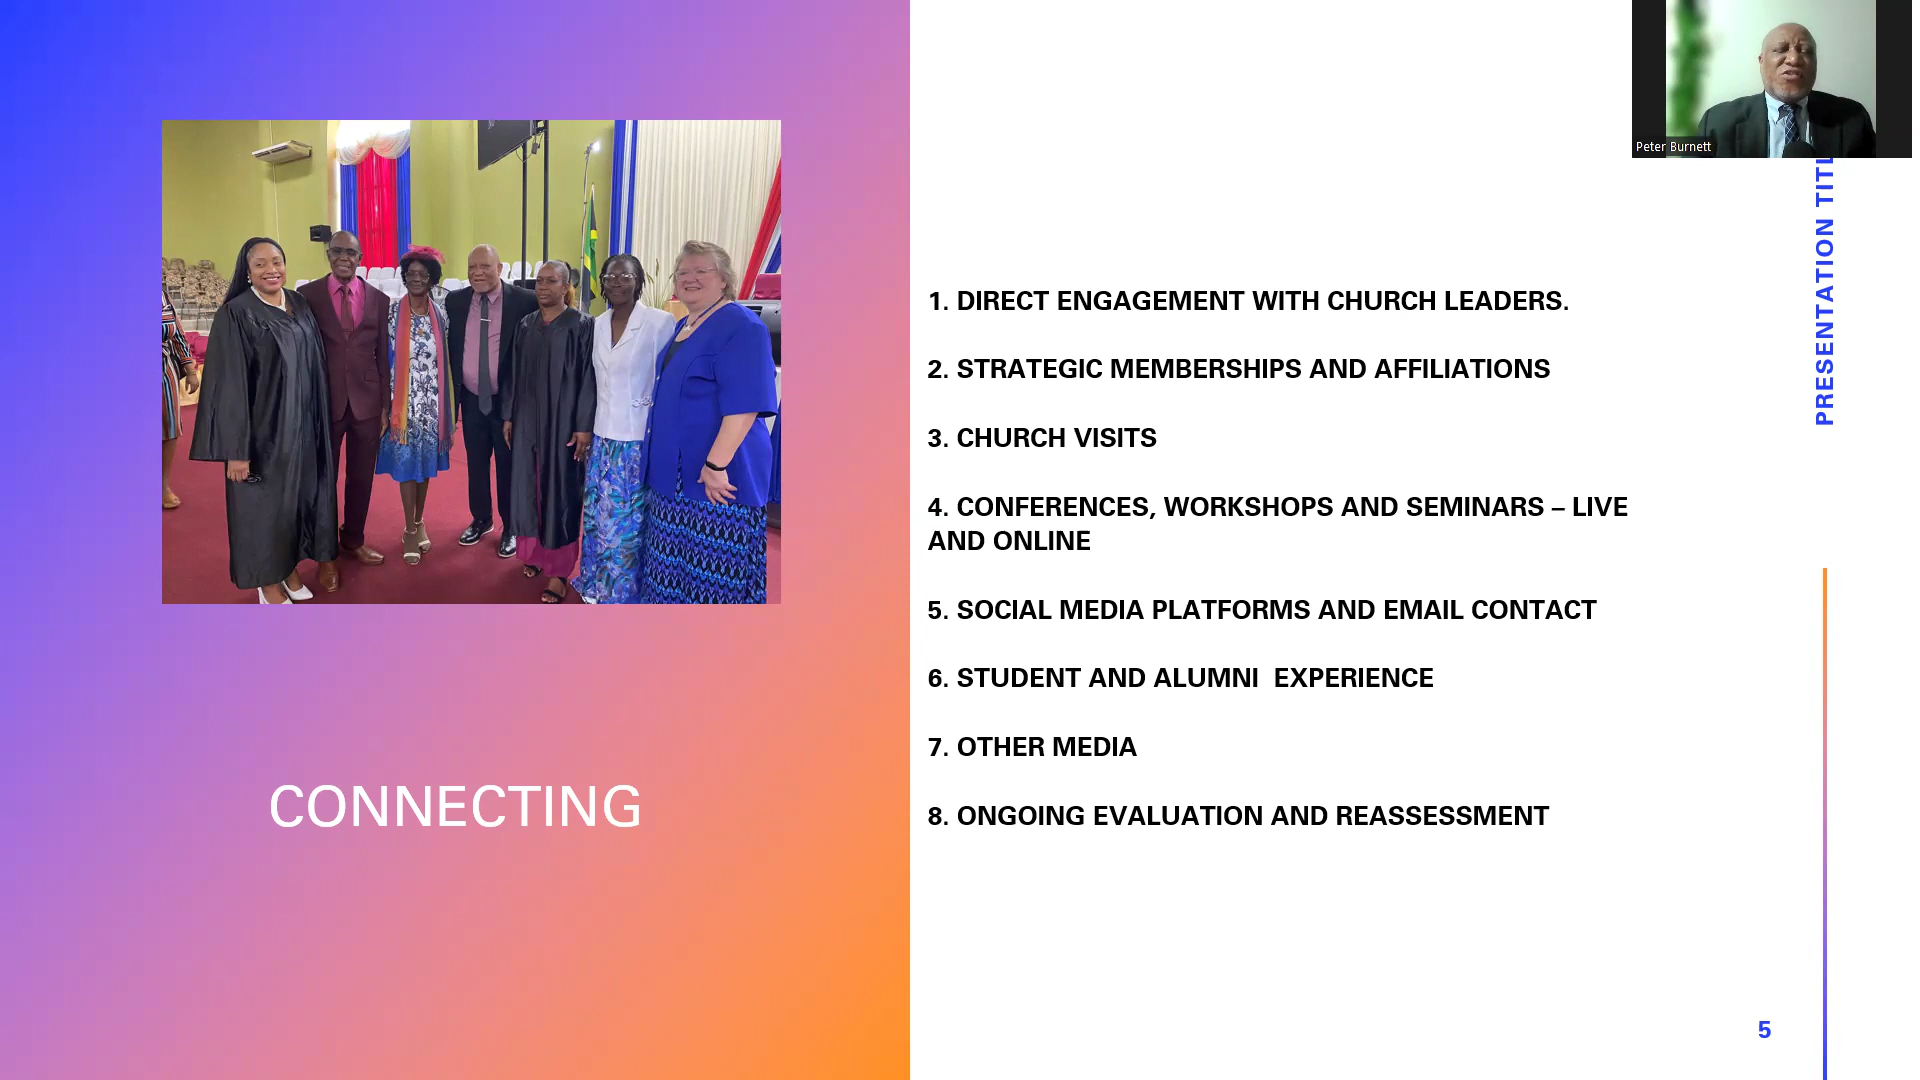 Peter Burnett
PRESENTATION TITL
1. DIRECT ENGAGEMENT WITH CHURCH LEADERS.
2. STRATEGIC MEMBERSHIPS AND AFFILIATIONS
3. CHURCH VISITS
4. CONFERENCES, WORKSHOPS AND SEMINARS – LIVE
AND ONLINE
5. SOCIAL MEDIA PLATFORMS AND EMAIL CONTACT
6. STUDENT AND ALUMNI  EXPERIENCE
7. OTHER MEDIA
8. ONGOING EVALUATION AND REASSESSMENT
CONNECTING
5